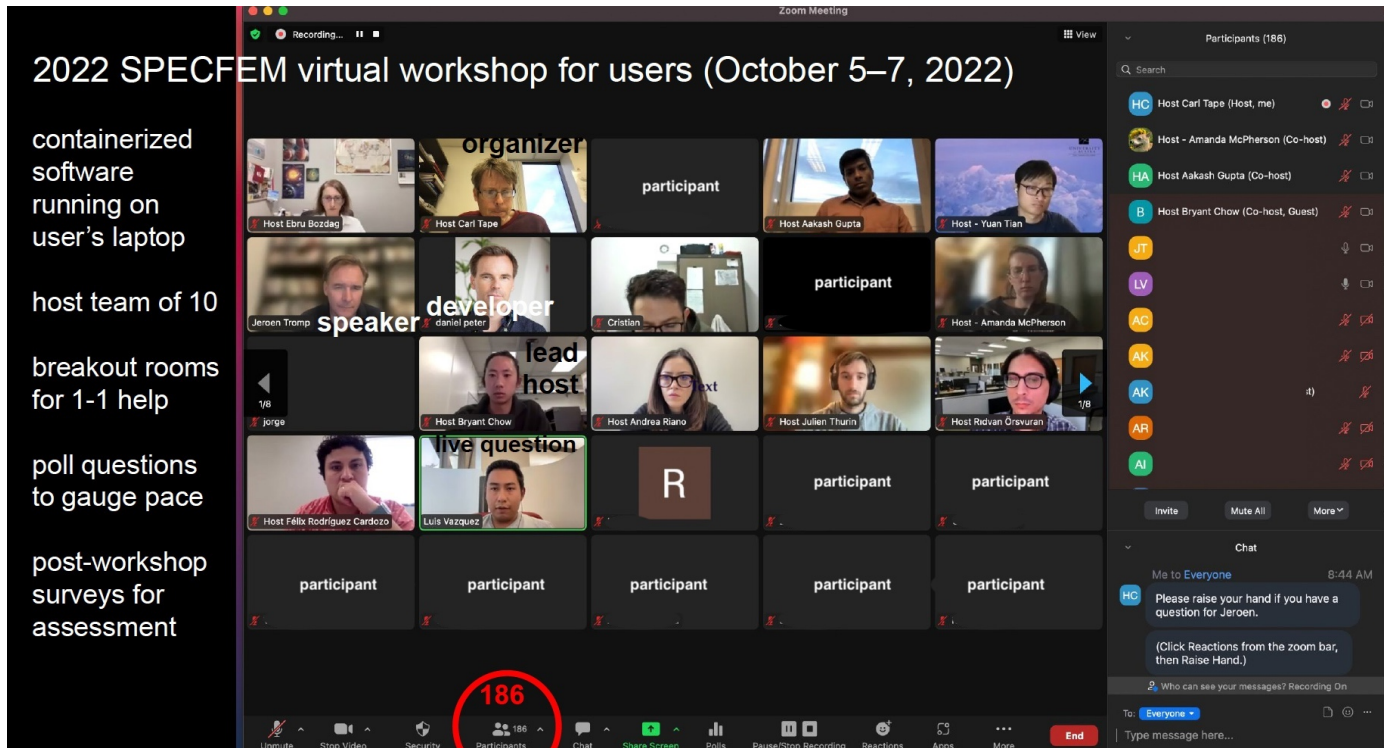 Zoom Meeting
Recording...
View
2022 SPECFEM virtual workshop for users (October 5–7, 2022)
containerized
software
running on
user's laptop
host team of 10
breakout rooms
for 1-1 help
poll questions
to gauge pace
post-workshop
surveys for
assessment
organizer
participant
Host Ebru Bozdag
Host Carl Tape
Host Aakash Gupta
Host - Yuan Tian
participant
developer
speaker
Jeroen Tromp
daniel peter
Cristian
Host - Amanda McPherson
lead
host
Text
1/8
1/8
jorge
Host Bryant Chow
Host Andrea Riano
Host Julien Thurin
Host Rıdvan Örsvuran
live question
R
participant
participant
Host Félix Rodríguez Cardozo
Luis Vazquez
participant
participant
participant
participant
participant
186
186
Unmute
Stop Video
Security
Participants
Chat
Share Screen
Polls
Pause/Stop Recording
Reactions
Apps
More
End
Participants (186)
Search
HC Host Carl Tape (Host, me)
Host - Amanda McPherson (Co-host)
HA Host Aakash Gupta (Co-host)
B Host Bryant Chow (Co-host, Guest)
JT
LV
AC
AK
AK
AR
AI
Invite
Mute All
More
Chat
Me to Everyone 8:44 AM
HC
Please raise your hand if you have a
question for Jeroen.
(Click Reactions from the zoom bar,
then Raise Hand.)
Who can see your messages? Recording On
To: Everyone
Type message here...